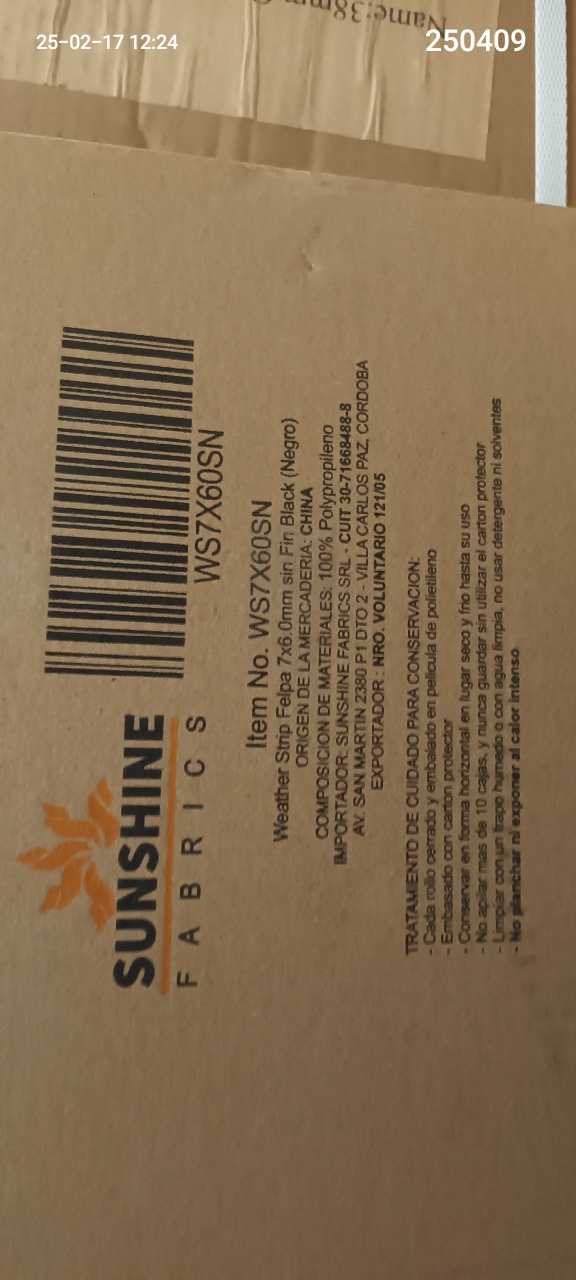 25-02-17 12:24
250409
Name:38mm
SUNSHINE
FABRICS
WS7X60SN
Item No. WS7X60SN
Weather Strip Felpa 7x6.0mm sin Fin Black (Negro)
ORIGEN DE LA MERCADERIA: CHINA
COMPOSICION DE MATERIALES: 100% Polypropileno
IMPORTADOR: SUNSHINE FABRICS SRL - CUIT 30-71668488-8
AV. SAN MARTIN 2380 P1 DTO 2 - VILLA CARLOS PAZ, CORDOBA
EXPORTADOR : NRO. VOLUNTARIO 121/05
TRATAMIENTO DE CUIDADO PARA CONSERVACION:
- Cada rollo cerrado y embalado en pelicula de polietileno
- Embasado con carton protector
- Conservar en forma horizontal en lugar seco y frio hasta su uso
- No apilar mas de 10 cajas, y nunca guardar sin utilizar el carton protector
- Limpiar con un trapo humedo o con agua limpia, no usar detergente ni solventes
- No planchar ni exponer al calor intenso